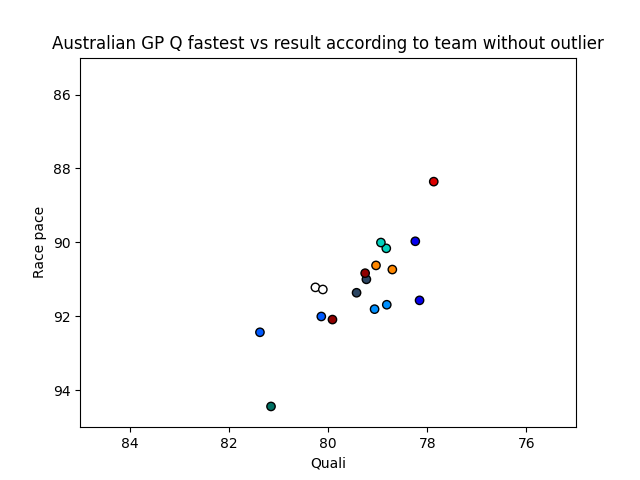 Australian GP Q fastest vs result according to team without outlier
86
88
90
92
94
Race pace
84 82 80 78 76
Quali